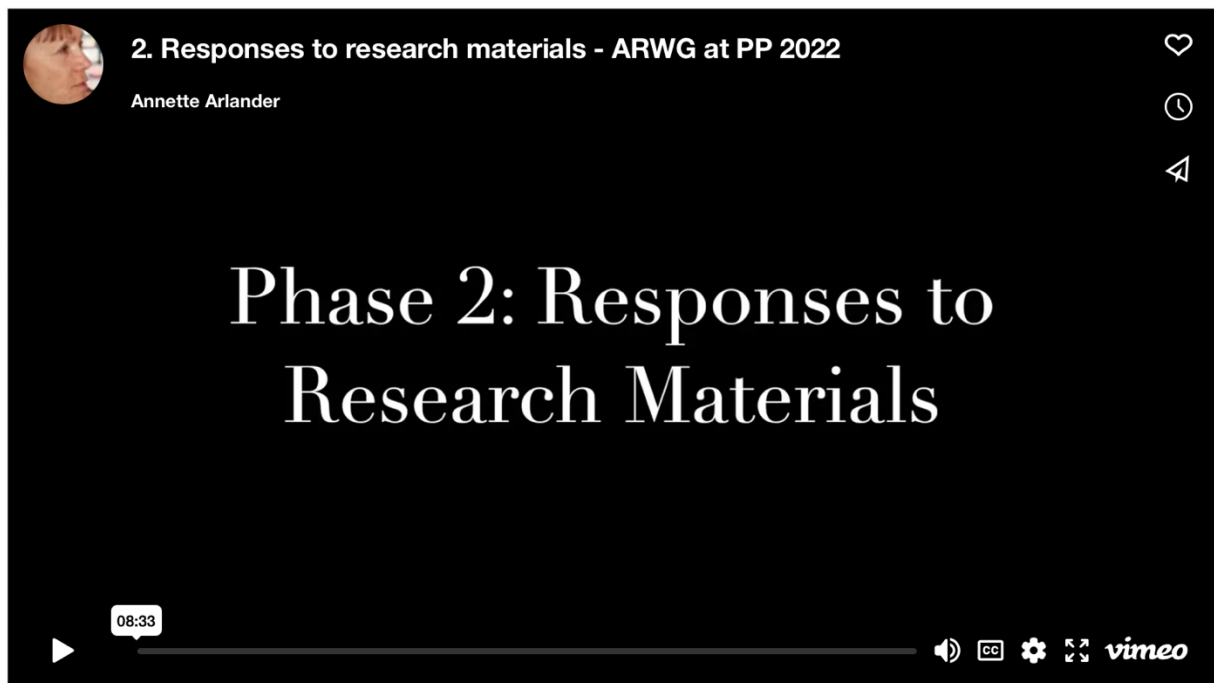 2. Responses to research materials - ARWG at PP 2022
Annette Arlander
Phase 2: Responses to
Research Materials
08:33
CC
vimeo